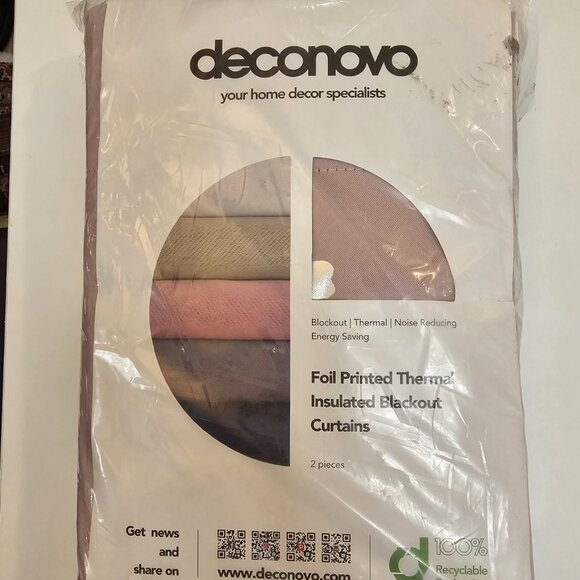 deconovo
your home decor specialists
Blockout | Thermal | Noise Reducing
Energy Saving
Foil Printed Thermal
Insulated Blackout
Curtains
2 pieces
Get news
and
share on
www.deconovo.com
d 100%
Recyclable